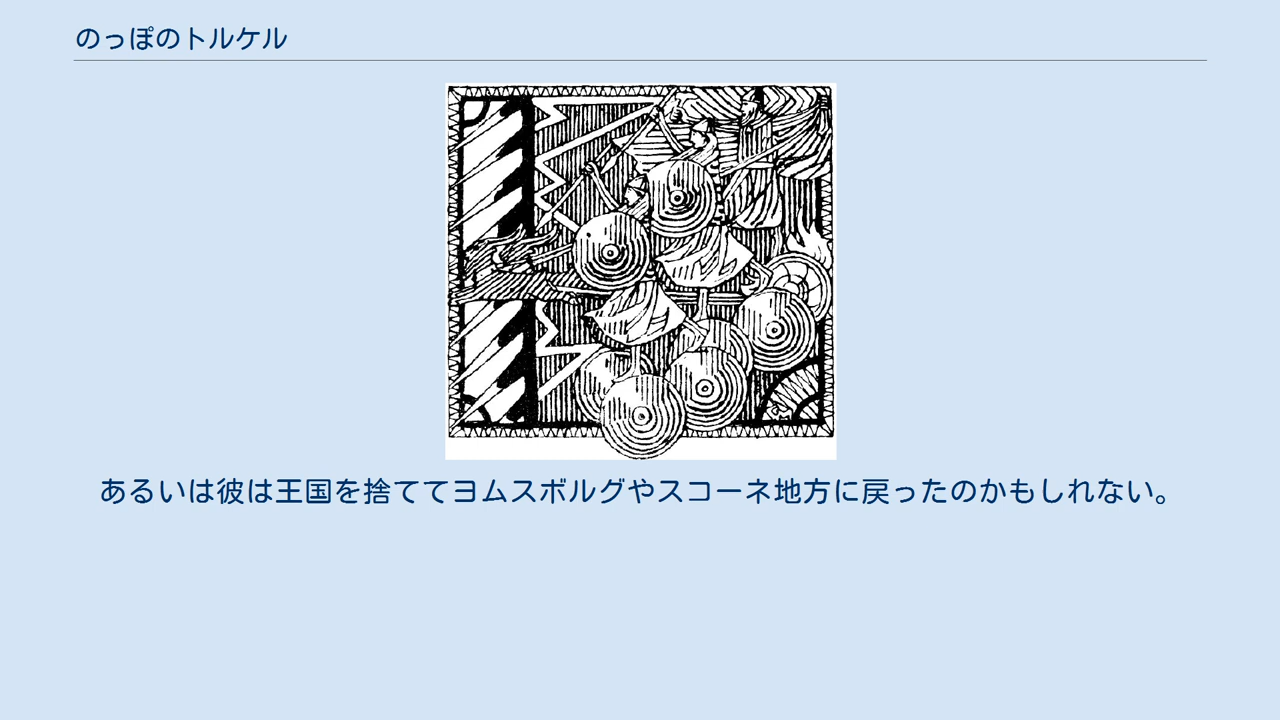 のっぽのトルケル
あるいは彼は王国を捨ててヨムスボルグやスコーネ地方に戻ったのかもしれない。